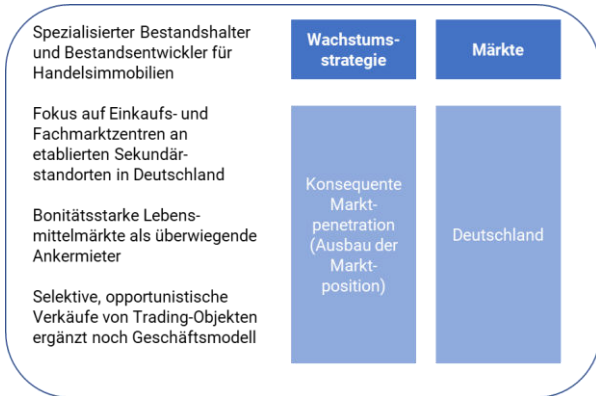 Spezialisierter Bestandshalter
und Bestandsentwickler für
Handelsimmobilien
Fokus auf Einkaufs- und
Fachmarktzentren an
etablierten Sekundär-
standorten in Deutschland
Bonitätsstarke Lebens-
mittelmärkte als überwiegende
Ankermieter
Selektive, opportunistische
Verkäufe von Trading-Objekten
ergänzt noch Geschäftsmodell
Wachstums-
strategie
Konsequente
Markt-
penetration
(Ausbau der
Markt-
position)
Märkte
Deutschland